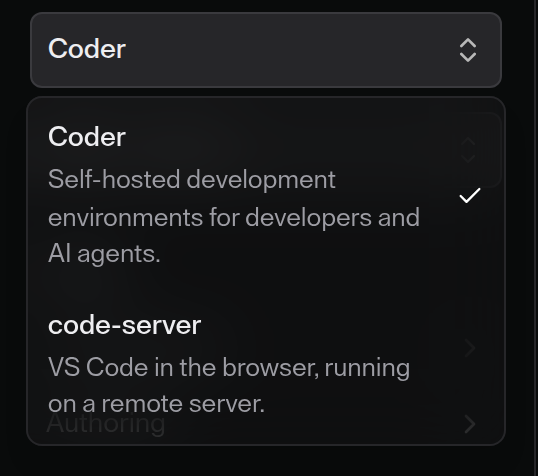 Coder
Coder
Self-hosted development
environments for developers and
AI agents.
code-server
VS Code in the browser, running
on a remote server.
Authoring